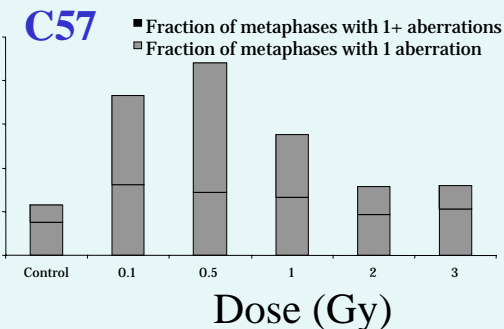 C57
Fraction of metaphases with 1+ aberrations
Fraction of metaphases with 1 aberration
Control 0.1 0.5 1 2 3
Dose (Gy)